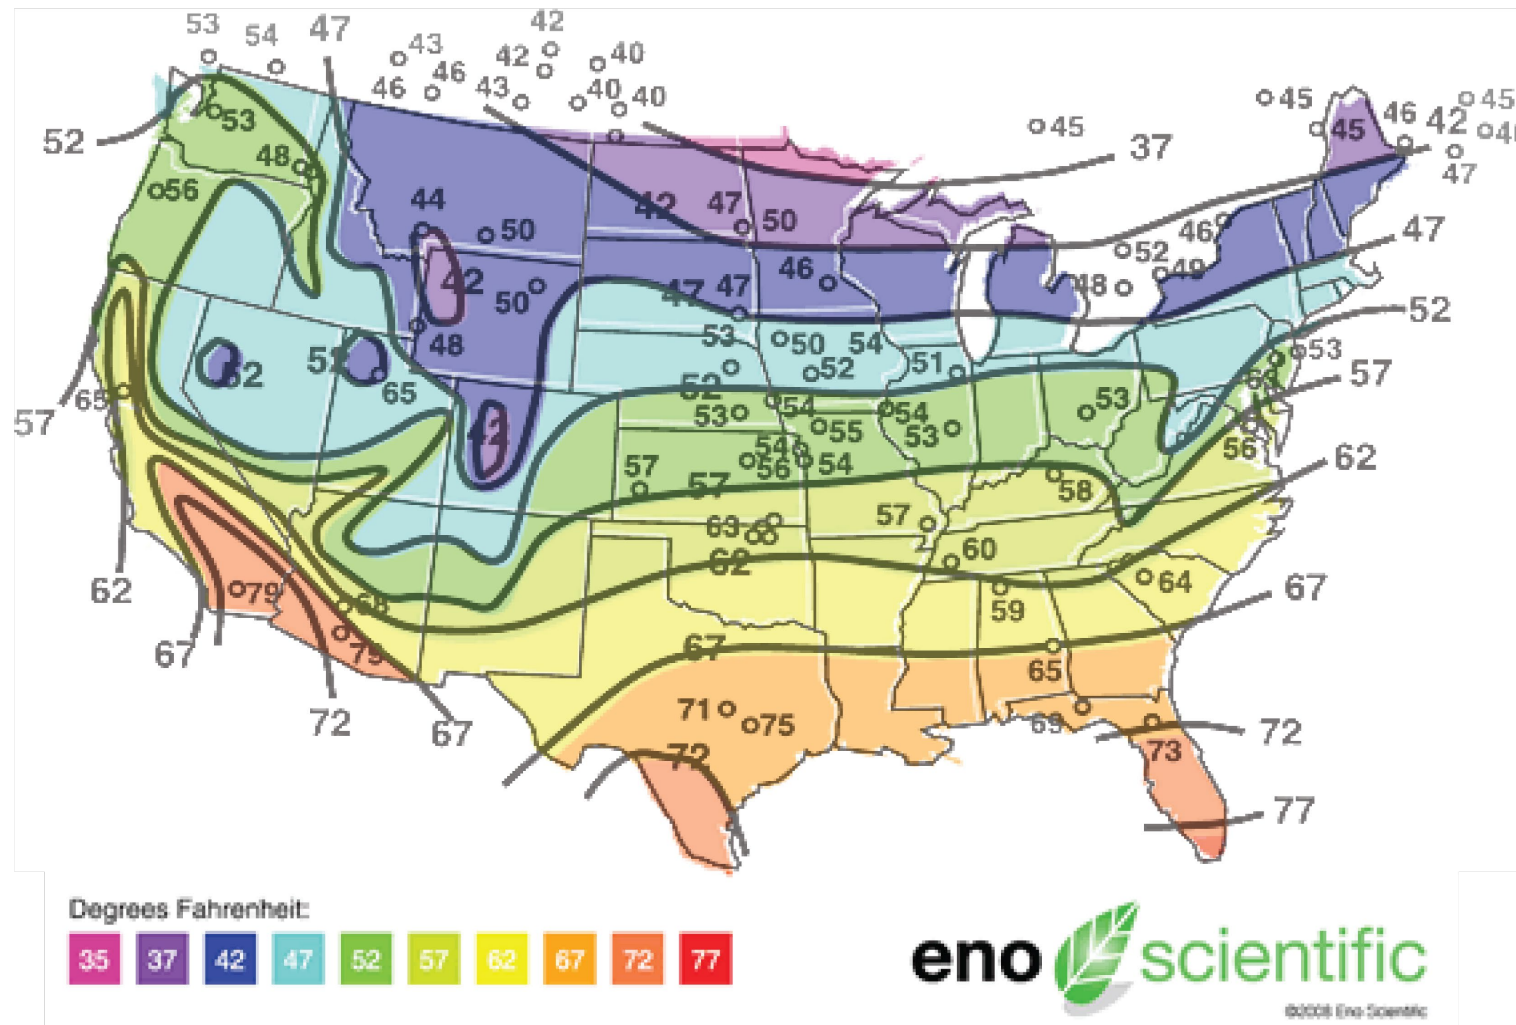 53 54 47 43 42 42 40
46 46 43 40 40
45 45 45 46 42 45
52 53 48 45 37 47
56 44 50 42 47 50 46 52 47
42 50 46 48 49
47 47 52
48 53 50 54 53
52 65 52 52 51 57
57 65 53 54 55 54 53 53
54 56 54 56 62
57 57 58
63 57
62 62 60 64
79 68 59 67
67 75 67 65
72 67 71 75 69 72
72 73
77
Degrees Fahrenheit:
35 37 42 47 52 57 62 67 72 77
eno scientific
©2008 Eno Scientific